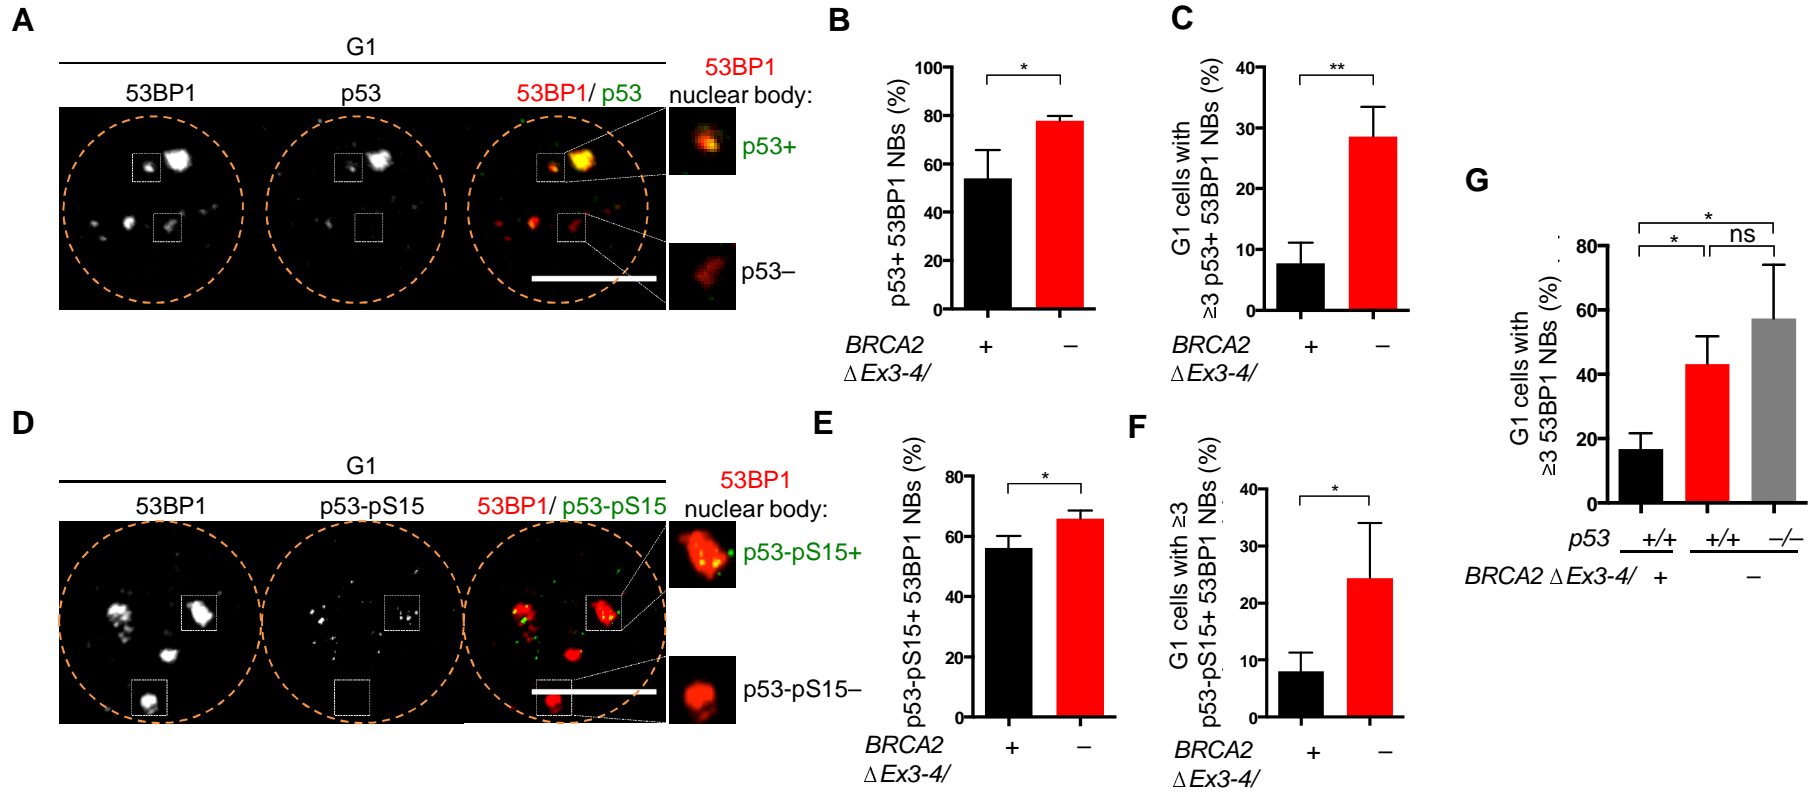 A
G1
53BP1
p53
53BP1/ p53
53BP1
nuclear body:
p53+
p53–
B
p53+ 53BP1 NBs (%)
100
80
60
40
20
0
*
BRCA2
ΔEx3-4/
+
–
C
G1 cells with
≥3 p53+ 53BP1 NBs (%)
40
30
20
10
0
**
BRCA2
ΔEx3-4/
+
–
D
G1
53BP1
p53-pS15
53BP1/ p53-pS15
53BP1
nuclear body:
p53-pS15+
p53-pS15–
E
p53-pS15+ 53BP1 NBs (%)
80
60
40
20
0
*
BRCA2
ΔEx3-4/
+
–
F
G1 cells with ≥3
p53-pS15+ 53BP1 NBs (%)
40
30
20
10
0
*
BRCA2
ΔEx3-4/
+
–
G
G1 cells with
≥3 53BP1 NBs (%)
80
60
40
20
0
*
*
ns
p53 +/+ +/+ –/–
BRCA2 ΔEx3-4/ + –